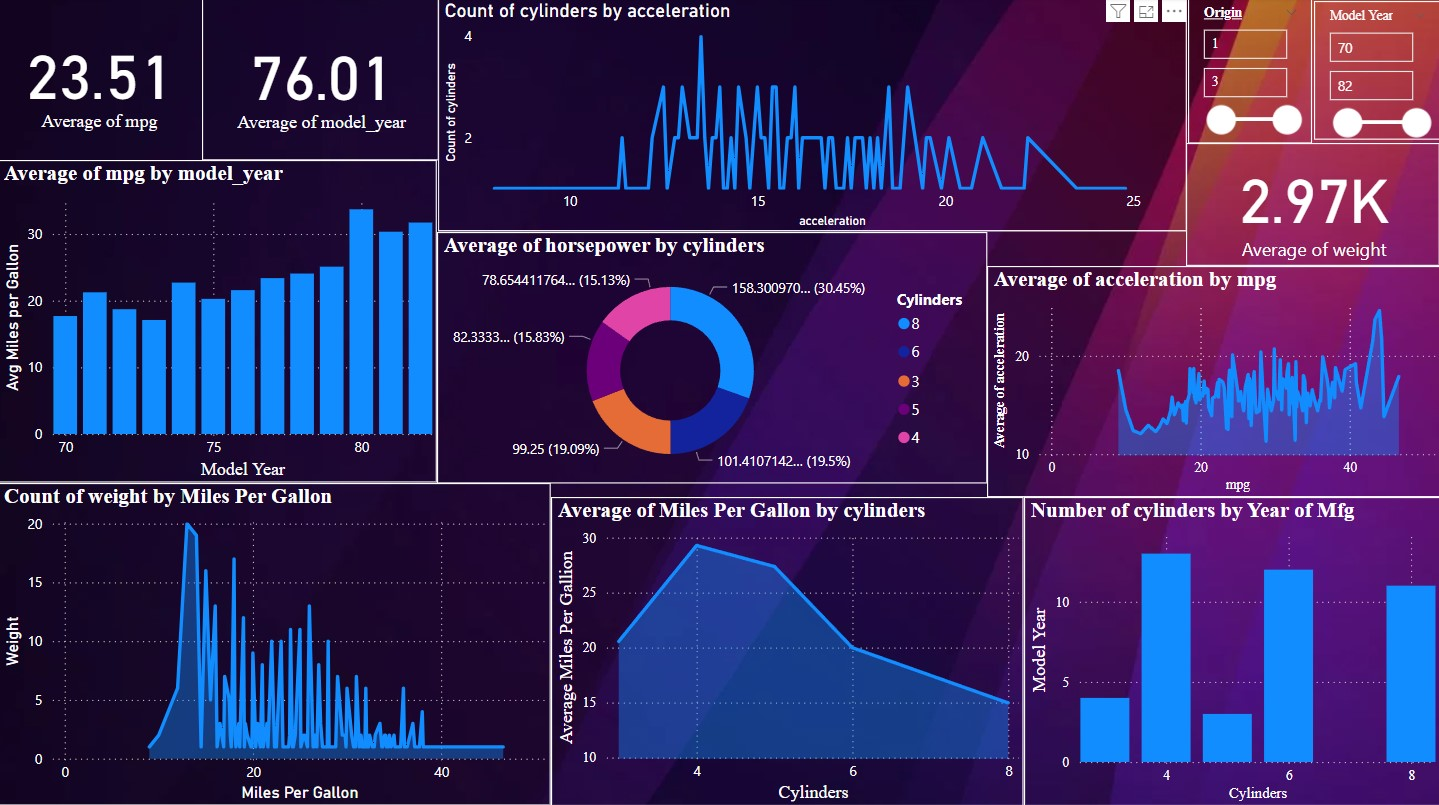 23.51
Average of mpg
76.01
Average of model_year
Count of cylinders by acceleration
Count of cylinders
4
2
10 15 20 25
acceleration
Origin
1
3
Model Year
70
82
2.97K
Average of weight
Average of mpg by model_year
Avg Miles per Gallon
30
20
10
0
70 75 80
Model Year
Average of horsepower by cylinders
78.654411764... (15.13%)
158.300970... (30.45%)
82.3333... (15.83%)
99.25 (19.09%)
101.4107142... (19.5%)
Cylinders
8
6
3
5
4
Average of acceleration by mpg
Average of acceleration
20
10
0 20 40
mpg
Count of weight by Miles Per Gallon
Weight
20
15
10
5
0
0 20 40
Miles Per Gallon
Average of Miles Per Gallon by cylinders
Average Miles Per Gallion
30
25
20
15
10
4 6 8
Cylinders
Number of cylinders by Year of Mfg
Model Year
10
5
0
4 6 8
Cylinders